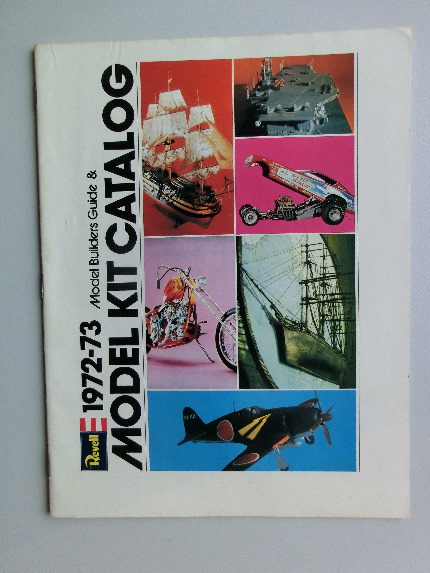 Revell
1972-73 Model Builders Guide &
MODEL KIT CATALOG